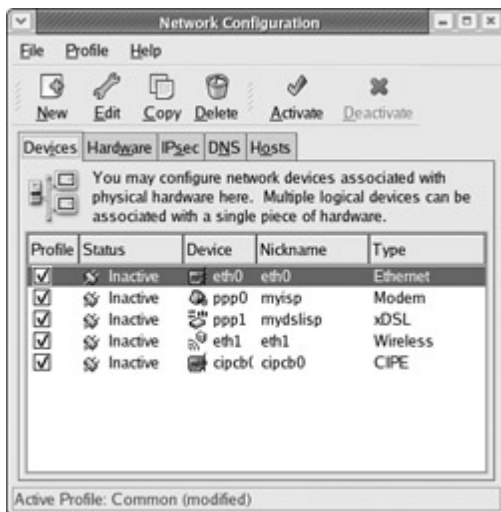 Network Configuration
File Profile Help
New Edit Copy Delete Activate Deactivate
Devices Hardware IPsec DNS Hosts
You may configure network devices associated with
physical hardware here. Multiple logical devices can be
associated with a single piece of hardware.
Profile Status Device Nickname Type
Inactive eth0 eth0 Ethernet
Inactive ppp0 myisp Modem
Inactive ppp1 mydslisp xDSL
Inactive eth1 eth1 Wireless
Inactive cipcb( cipcb0 CIPE
Active Profile: Common (modified)